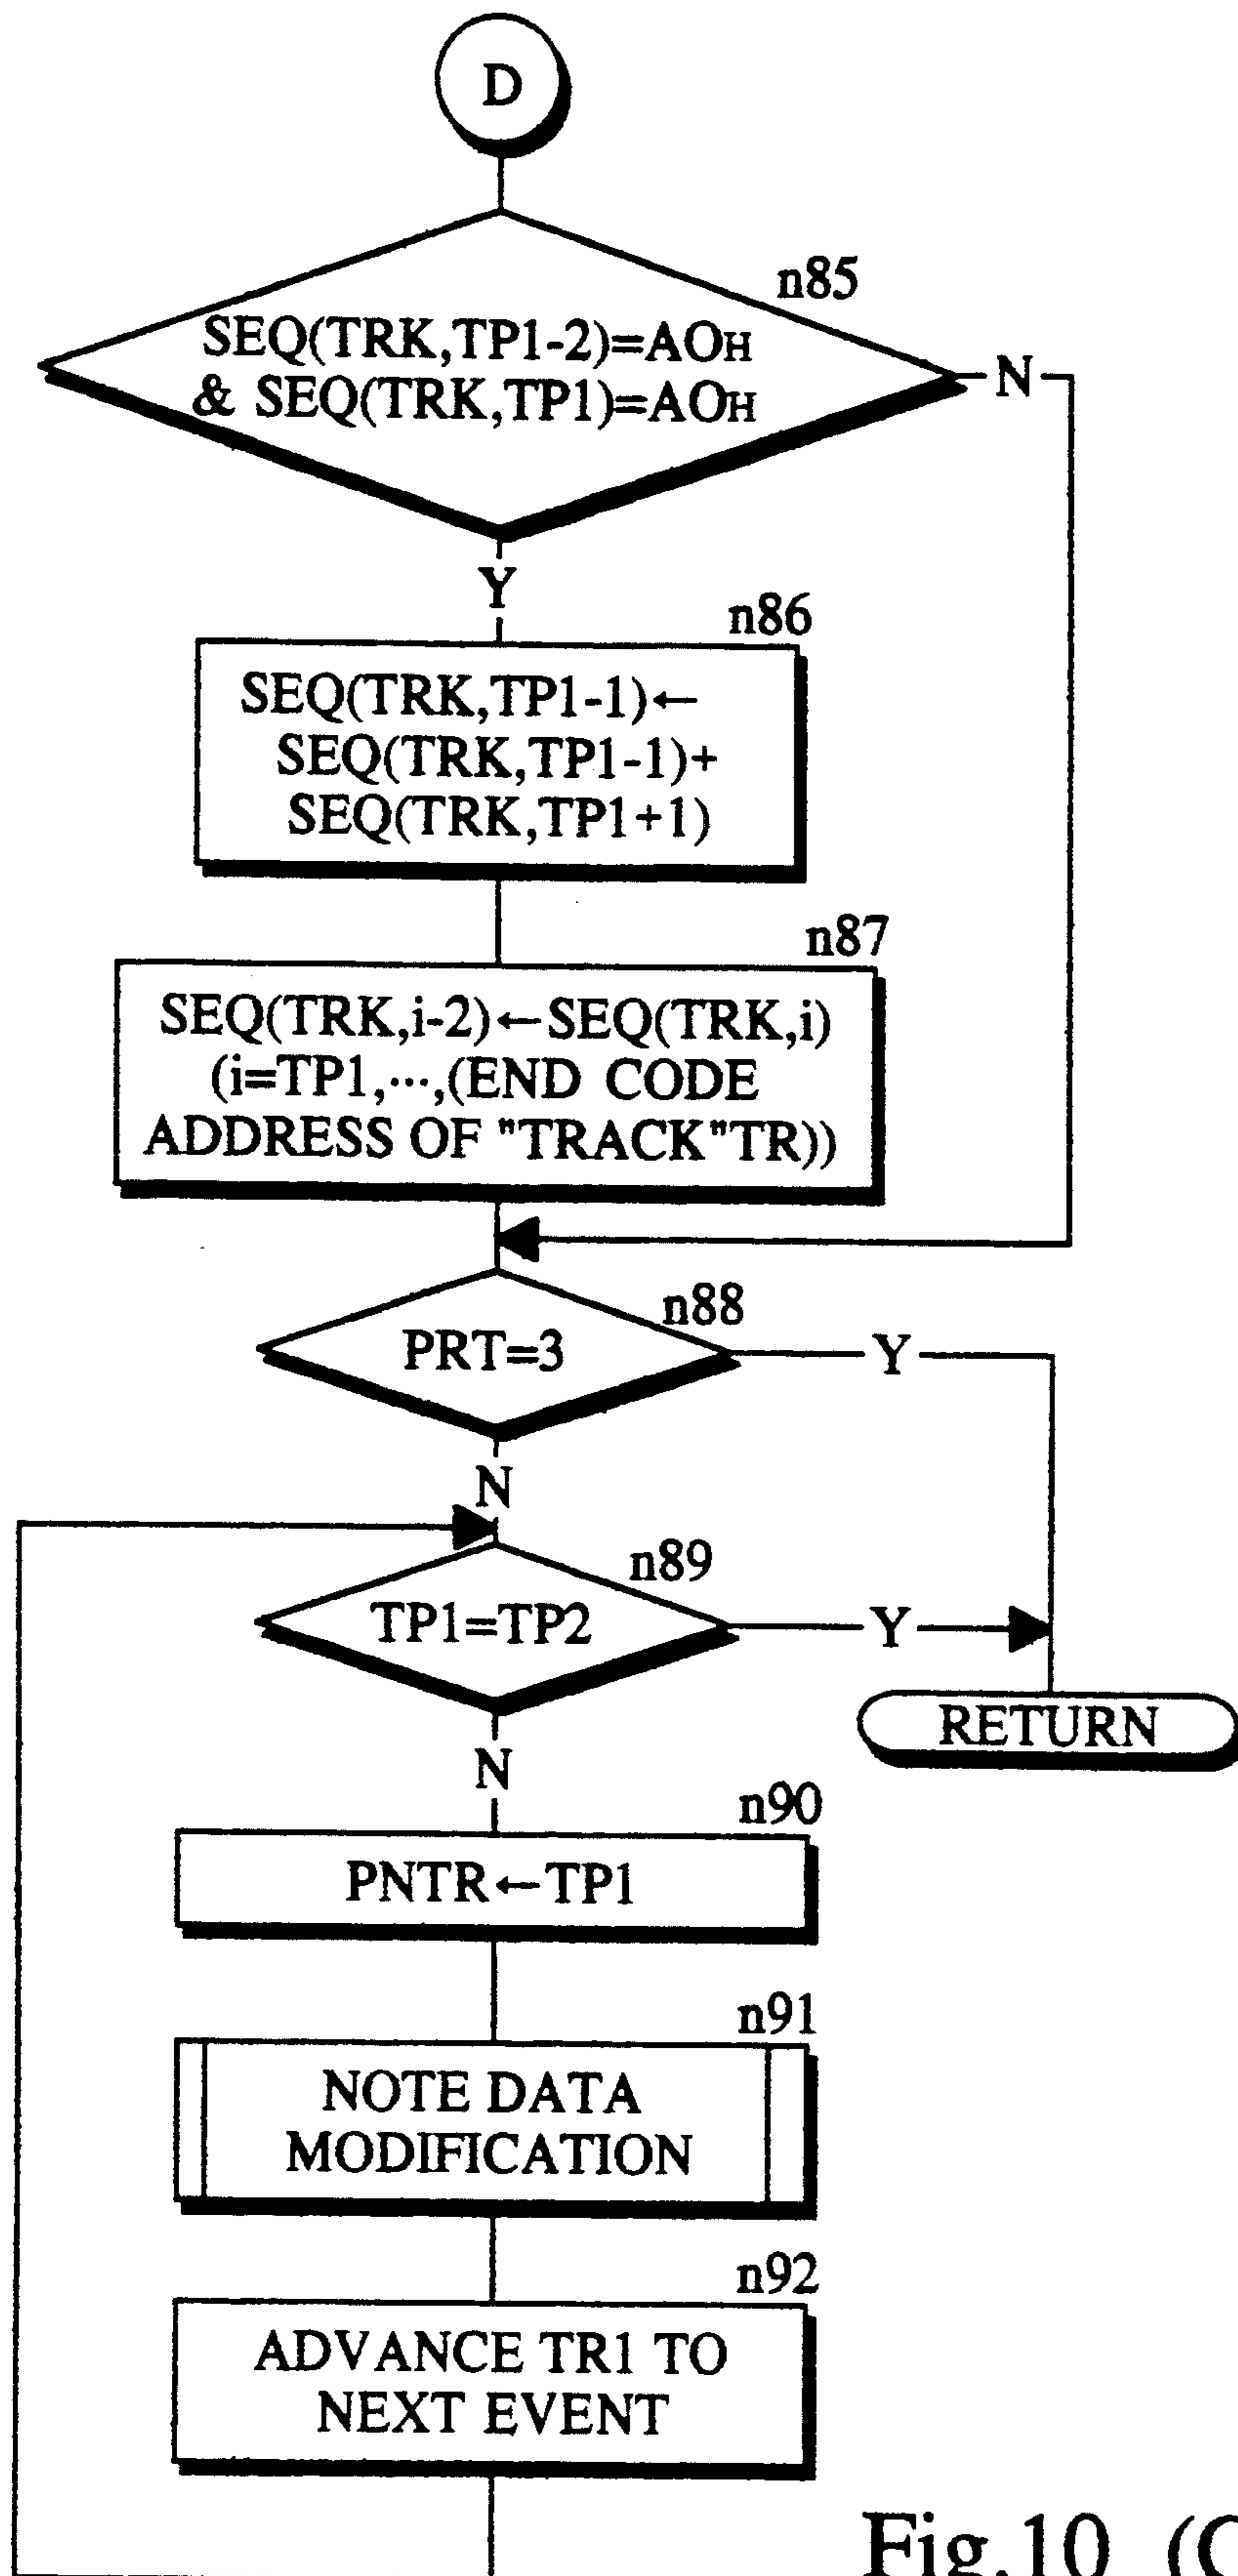 D
n85
SEQ(TRK,TP1-2)=AOH
& SEQ(TRK,TP1)=AOH
N
Y
n86
SEQ(TRK,TP1-1)←
SEQ(TRK,TP1-1)+
SEQ(TRK,TP1+1)
n87
SEQ(TRK,i-2)←SEQ(TRK,i)
(i=TP1,···,(END CODE
ADDRESS OF "TRACK"TR))
n88
PRT=3
Y
N
n89
TP1=TP2
Y
RETURN
N
n90
PNTR←TP1
n91
NOTE DATA
MODIFICATION
n92
ADVANCE TR1 TO
NEXT EVENT
Fig.10 (C